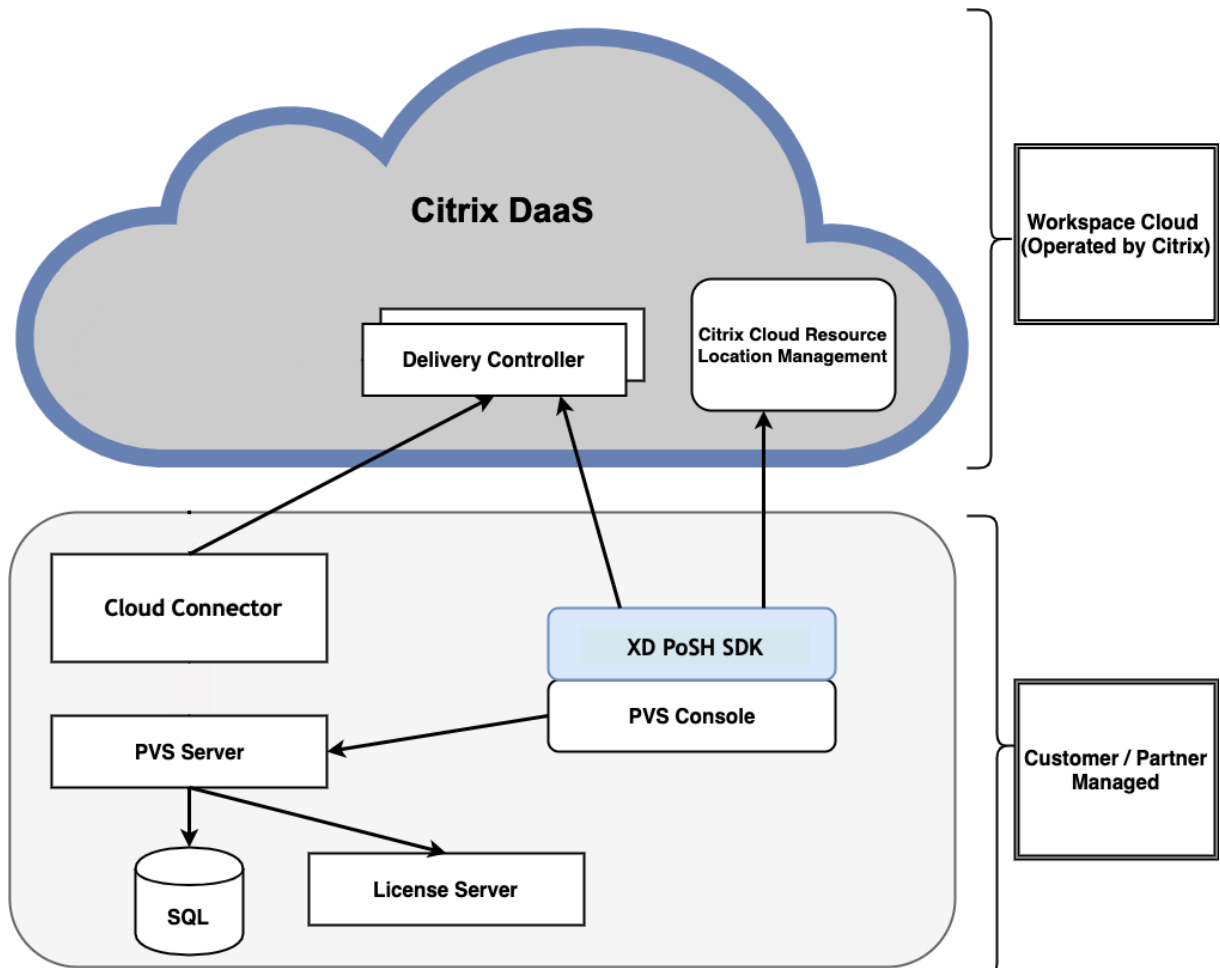 Citrix DaaS
Workspace Cloud
(Operated by Citrix)
Citrix Cloud Resource
Location Management
Delivery Controller
Cloud Connector
XD PoSH SDK
PVS Console
PVS Server
Customer / Partner
Managed
License Server
SQL